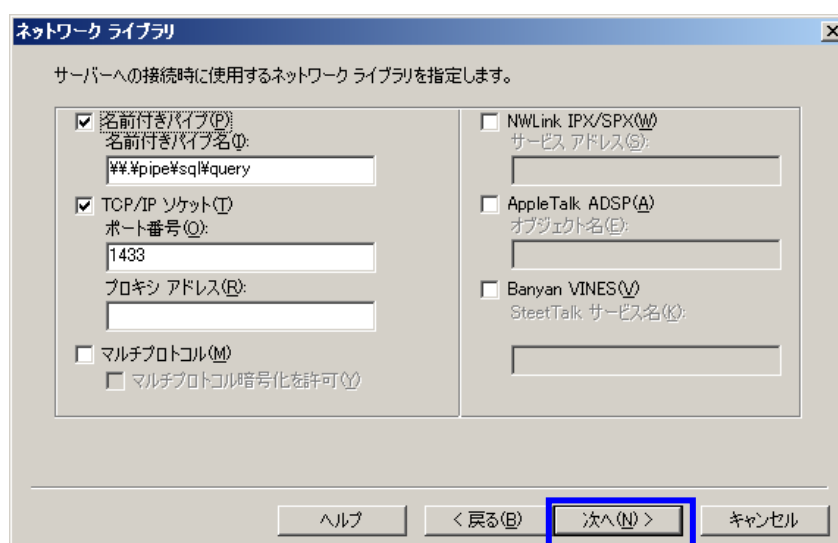 ネットワーク ライブラリ
サーバーへの接続時に使用するネットワーク ライブラリを指定します。
名前付きパイプ(P)
名前付きパイプ名(I):
¥¥.¥pipe¥sql¥query
TCP/IP ソケット(T)
ポート番号(O):
1433
プロキシ アドレス(R):
マルチプロトコル(M)
マルチプロトコル暗号化を許可(Y)
NWLink IPX/SPX(W)
サービス アドレス(S):
AppleTalk ADSP(A)
オブジェクト名(E):
Banyan VINES(V)
SteetTalk サービス名(K):
ヘルプ
< 戻る(B)
次へ(N) >
キャンセル